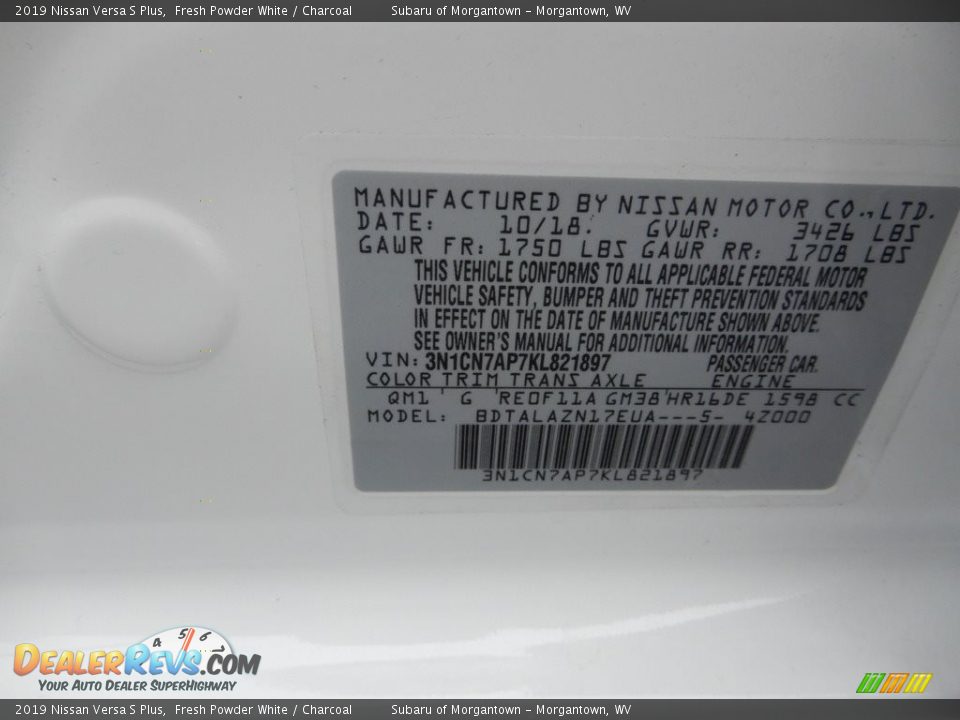 2019 Nissan Versa S Plus, Fresh Powder White / Charcoal Subaru of Morgantown - Morgantown, WV
MANUFACTURED BY NISSAN MOTOR CO., LTD.
DATE: 10/18. GVWR: 3426 LBS
GAWR FR: 1750 LBS GAWR RR: 1708 LBS
THIS VEHICLE CONFORMS TO ALL APPLICABLE FEDERAL MOTOR
VEHICLE SAFETY, BUMPER AND THEFT PREVENTION STANDARDS
IN EFFECT ON THE DATE OF MANUFACTURE SHOWN ABOVE.
SEE OWNER'S MANUAL FOR ADDITIONAL INFORMATION.
VIN: 3N1CN7AP7KL821897 PASSENGER CAR.
COLOR TRIM TRANS AXLE ENGINE
QM1 ' G 'RE0F11A GM38'HR16DE 1598 CC
MODEL: BDTALAZN17EUA---5- 4Z000
3N1CN7AP7KL821897
4 5 6 7
DEALERREVS.COM
YOUR AUTO DEALER SUPERHIGHWAY
2019 Nissan Versa S Plus, Fresh Powder White / Charcoal Subaru of Morgantown - Morgantown, WV